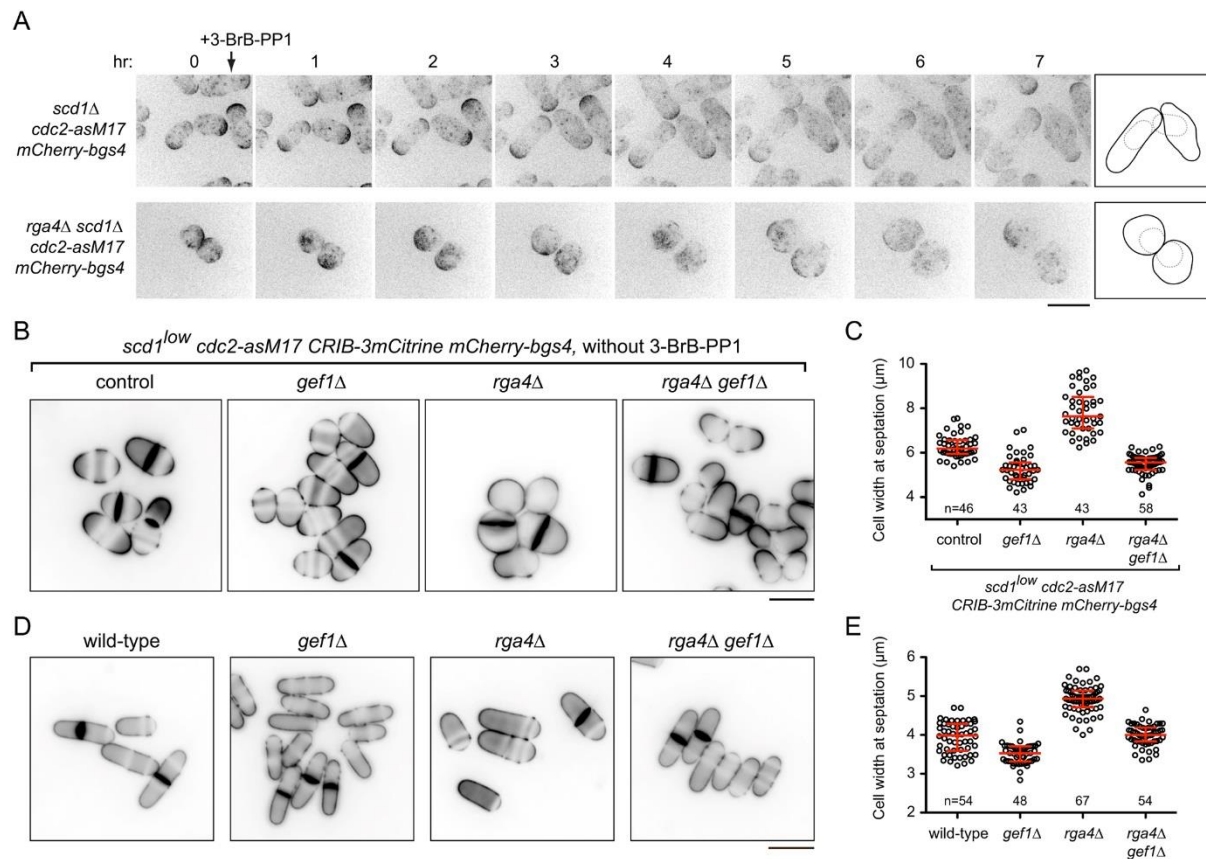 A
+3-BrB-PP1
hr: 0 1 2 3 4 5 6 7
scd1Δ
cdc2-asM17
mCherry-bgs4
rga4Δ scd1Δ
cdc2-asM17
mCherry-bgs4
B
scd1low cdc2-asM17 CRIB-3mCitrine mCherry-bgs4, without 3-BrB-PP1
control gef1Δ rga4Δ rga4Δ gef1Δ
C
Cell width at septation (µm)
10
8
6
4
n=46 43 43 58
control gef1Δ rga4Δ rga4Δ
gef1Δ
scd1low cdc2-asM17
CRIB-3mCitrine mCherry-bgs4
D
wild-type gef1Δ rga4Δ rga4Δ gef1Δ
E
Cell width at septation (µm)
6
5
4
3
2
n=54 48 67 54
wild-type gef1Δ rga4Δ rga4Δ
gef1Δ